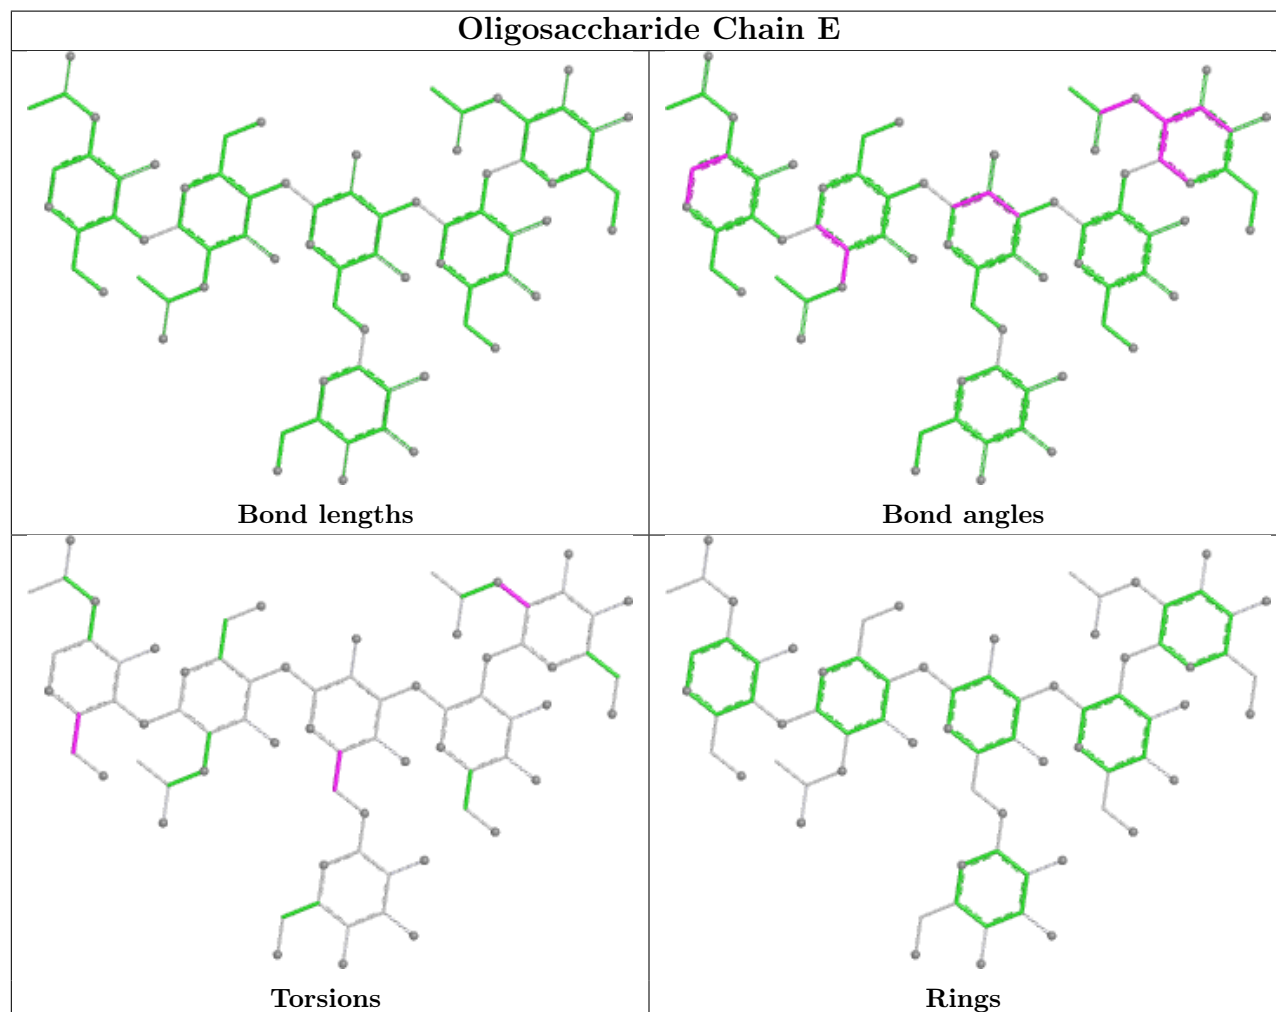 Oligosaccharide Chain E
Bond lengths
Bond angles
Torsions
Rings